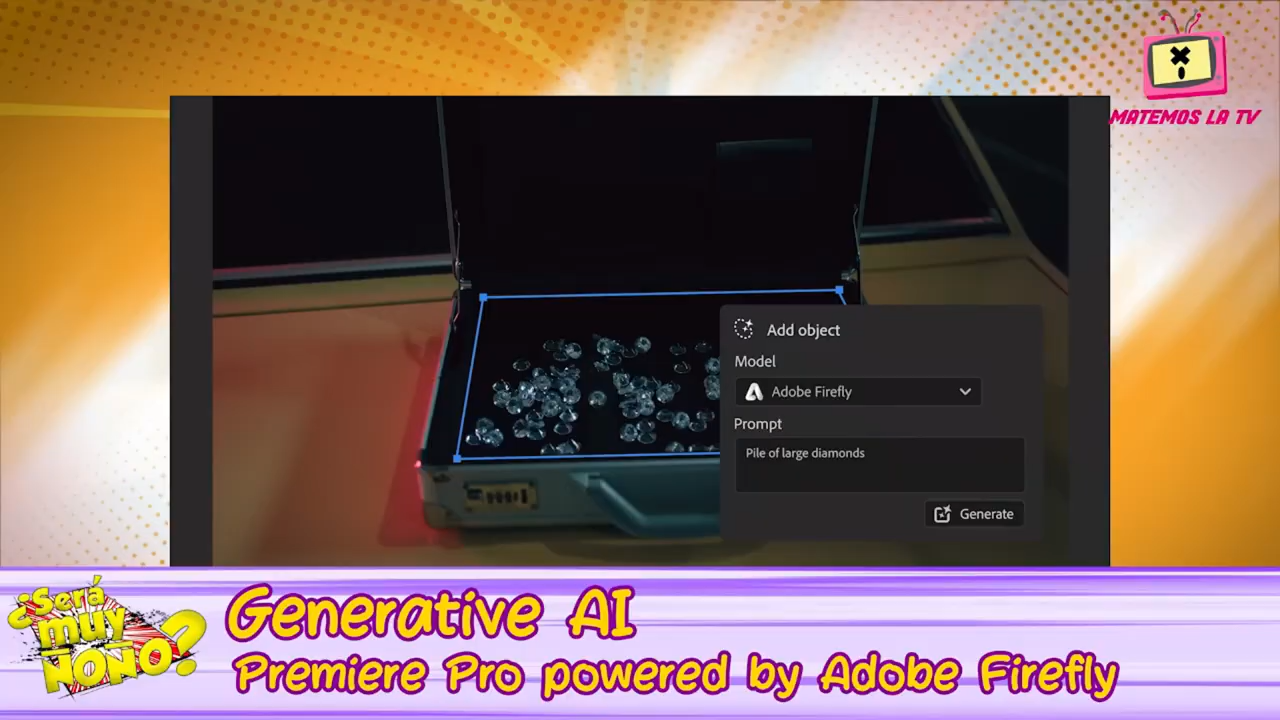 MATEMOS LA TV
Add object
Model
Adobe Firefly
Prompt
Pile of large diamonds
Generate
¿Será
muy
ÑOÑO?
Generative AI
Premiere Pro powered by Adobe Firefly